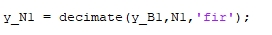 y_N1 = decimate(y_B1,N1,'fir');